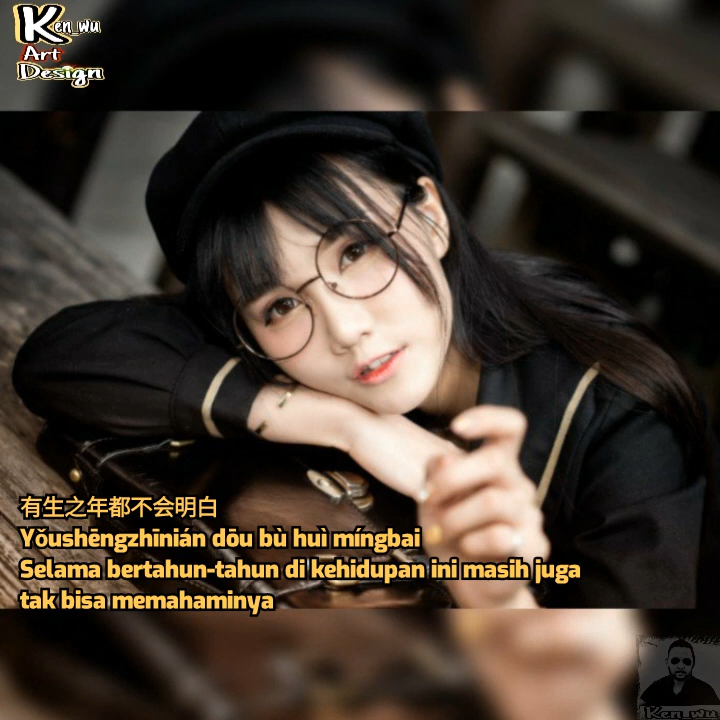 Ken_wu
Art
Design
有生之年都不会明白
Yǒushēngzhīnián dōu bù huì míngbai
Selama bertahun-tahun di kehidupan ini masih juga
tak bisa memahaminya
Ken_wu